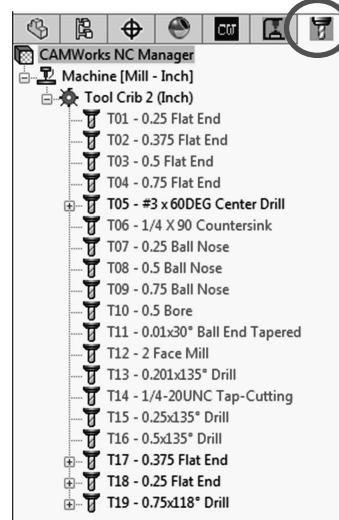 CW
CAMWorks NC Manager
Machine [Mill - Inch]
Tool Crib 2 (Inch)
T01 - 0.25 Flat End
T02 - 0.375 Flat End
T03 - 0.5 Flat End
T04 - 0.75 Flat End
T05 - #3 x 60DEG Center Drill
T06 - 1/4 X 90 Countersink
T07 - 0.25 Ball Nose
T08 - 0.5 Ball Nose
T09 - 0.75 Ball Nose
T10 - 0.5 Bore
T11 - 0.01x30° Ball End Tapered
T12 - 2 Face Mill
T13 - 0.201x135° Drill
T14 - 1/4-20UNC Tap-Cutting
T15 - 0.25x135° Drill
T16 - 0.5x135° Drill
T17 - 0.375 Flat End
T18 - 0.25 Flat End
T19 - 0.75x118° Drill